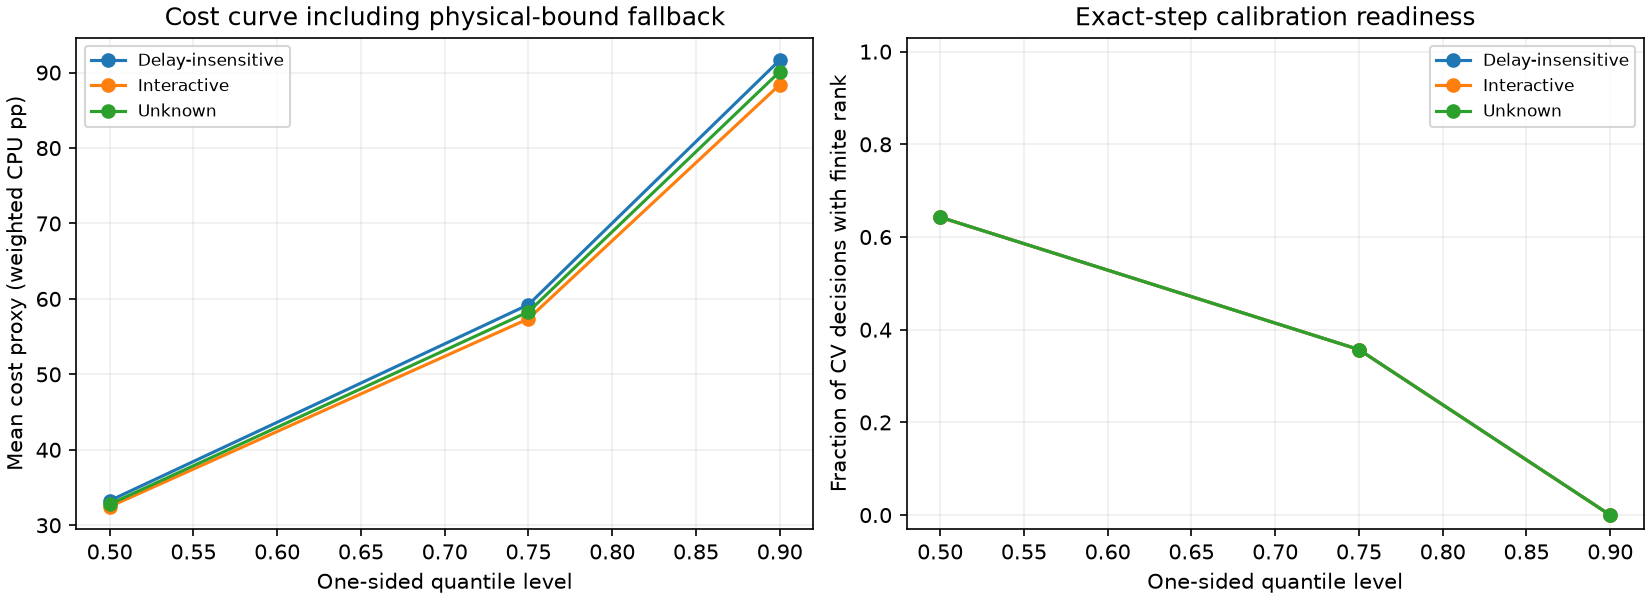 Cost curve including physical-bound fallback
Mean cost proxy (weighted CPU pp)
90
80
70
60
50
40
30
Delay-insensitive
Interactive
Unknown
0.50 0.55 0.60 0.65 0.70 0.75 0.80 0.85 0.90
One-sided quantile level
Exact-step calibration readiness
Fraction of CV decisions with finite rank
1.0
0.8
0.6
0.4
0.2
0.0
Delay-insensitive
Interactive
Unknown
0.50 0.55 0.60 0.65 0.70 0.75 0.80 0.85 0.90
One-sided quantile level